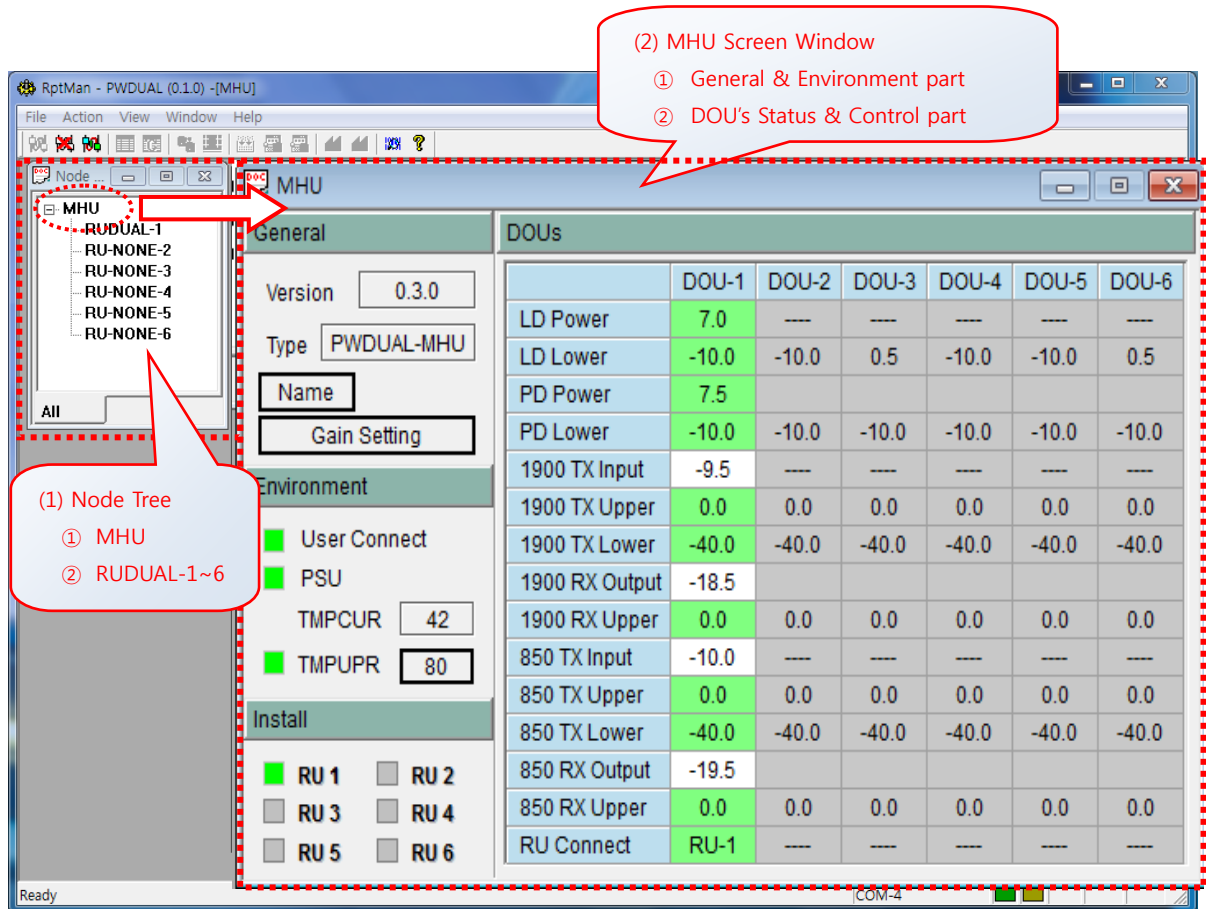 (2) MHU Screen Window
① General & Environment part
② DOU's Status & Control part
RptMan - PWDUAL (0.1.0) -[MHU]
File Action View Window Help
Node ...
MHU
RUDUAL-1
RU-NONE-2
RU-NONE-3
RU-NONE-4
RU-NONE-5
RU-NONE-6
All
(1) Node Tree
① MHU
② RUDUAL-1~6
MHU
General
Version 0.3.0
Type PWDUAL-MHU
Name
Gain Setting
Environment
User Connect
PSU
TMPCUR 42
TMPUPR 80
Install
RU 1 RU 2
RU 3 RU 4
RU 5 RU 6
DOUs
DOU-1 DOU-2 DOU-3 DOU-4 DOU-5 DOU-6
LD Power 7.0 ---- ---- ---- ---- ----
LD Lower -10.0 -10.0 0.5 -10.0 -10.0 0.5
PD Power 7.5
PD Lower -10.0 -10.0 -10.0 -10.0 -10.0 -10.0
1900 TX Input -9.5 ---- ---- ---- ---- ----
1900 TX Upper 0.0 0.0 0.0 0.0 0.0 0.0
1900 TX Lower -40.0 -40.0 -40.0 -40.0 -40.0 -40.0
1900 RX Output -18.5
1900 RX Upper 0.0 0.0 0.0 0.0 0.0 0.0
850 TX Input -10.0 ---- ---- ---- ---- ----
850 TX Upper 0.0 0.0 0.0 0.0 0.0 0.0
850 TX Lower -40.0 -40.0 -40.0 -40.0 -40.0 -40.0
850 RX Output -19.5
850 RX Upper 0.0 0.0 0.0 0.0 0.0 0.0
RU Connect RU-1 ---- ---- ---- ---- ----
Ready
COM-4